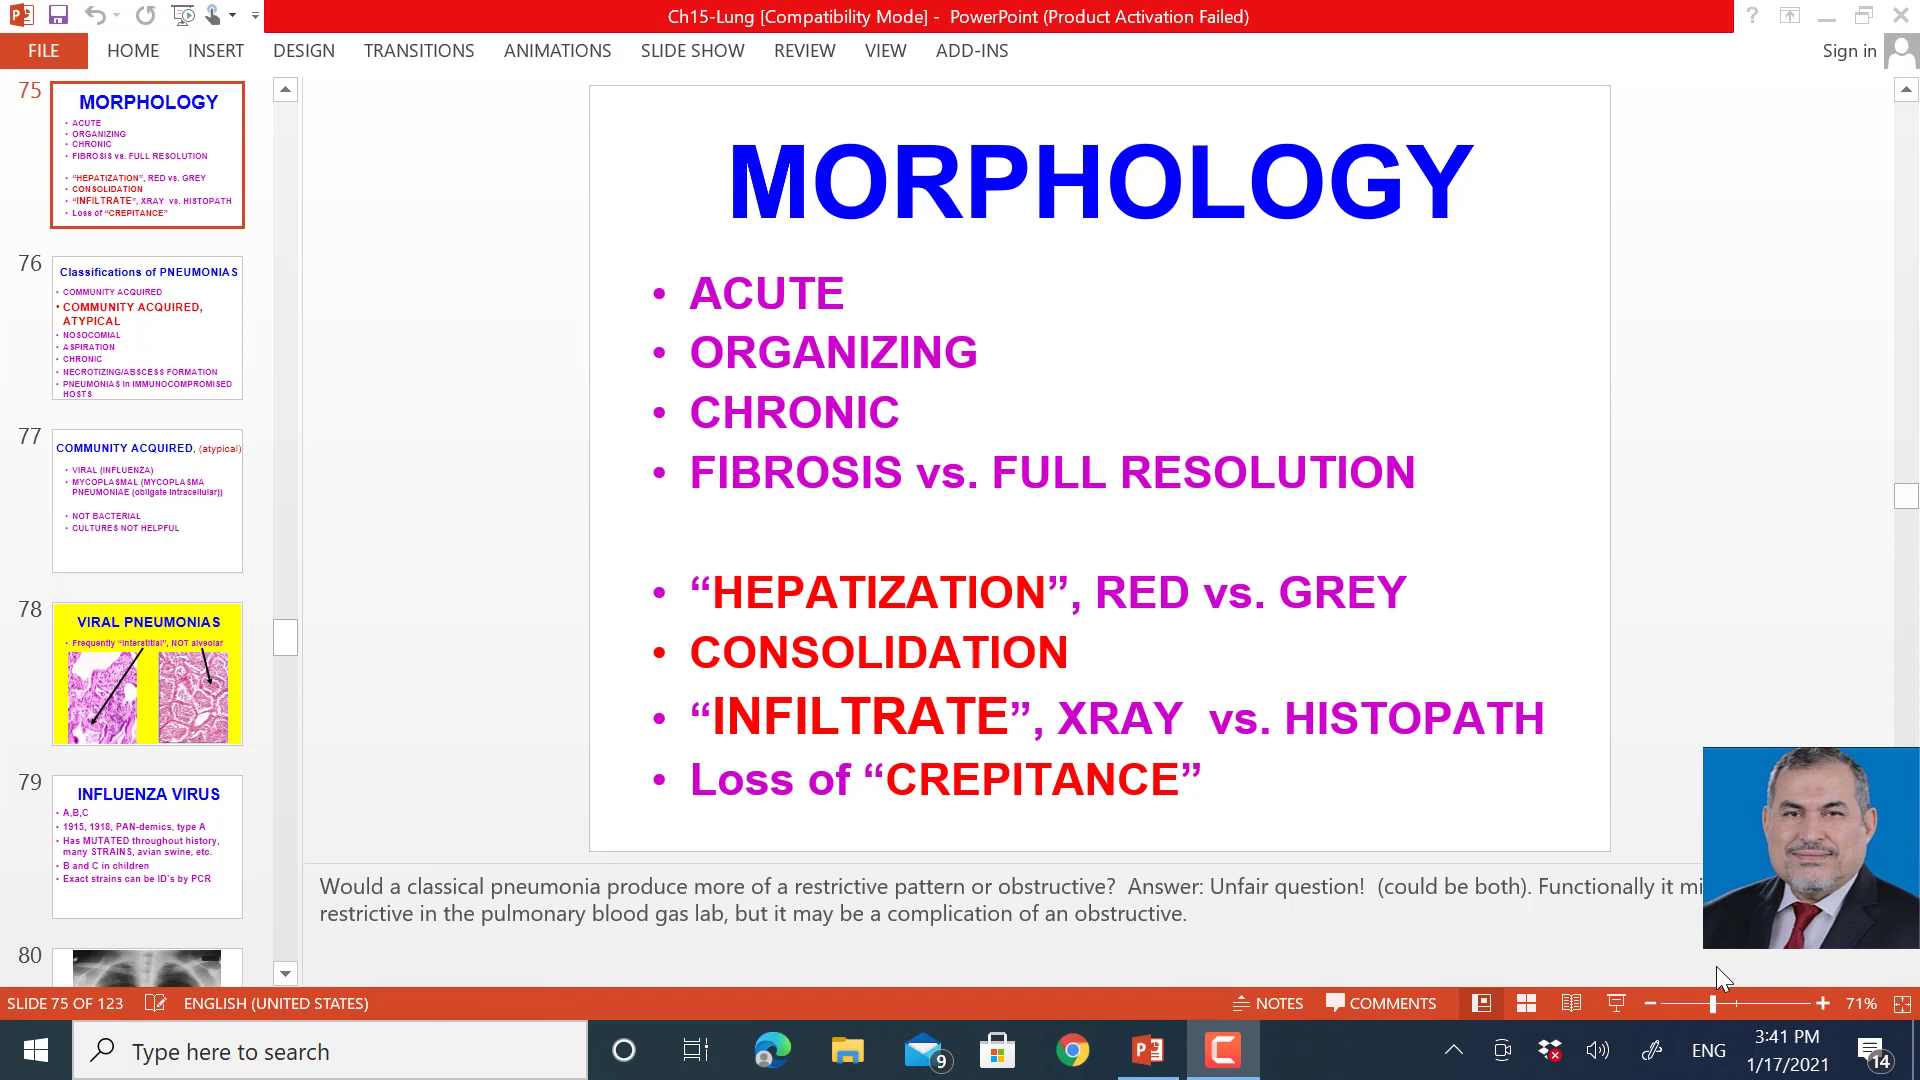 Ch15-Lung [Compatibility Mode] - PowerPoint (Product Activation Failed)
FILE HOME INSERT DESIGN TRANSITIONS ANIMATIONS SLIDE SHOW REVIEW VIEW ADD-INS
Sign in
75
MORPHOLOGY
• ACUTE
• ORGANIZING
• CHRONIC
• FIBROSIS vs. FULL RESOLUTION
• “HEPATIZATION”, RED vs. GREY
• CONSOLIDATION
• “INFILTRATE”, XRAY vs. HISTOPATH
• Loss of “CREPITANCE”
76
Classifications of PNEUMONIAS
• COMMUNITY ACQUIRED
• COMMUNITY ACQUIRED,
ATYPICAL
• NOSOCOMIAL
• ASPIRATION
• CHRONIC
• NECROTIZING/ABSCESS FORMATION
• PNEUMONIAS in IMMUNOCOMPROMISED
HOSTS
77
COMMUNITY ACQUIRED, (atypical)
• VIRAL (INFLUENZA)
• MYCOPLASMAL (MYCOPLASMA
PNEUMONIAE (obligate intracellular))
• NOT BACTERIAL
• CULTURES NOT HELPFUL
78
VIRAL PNEUMONIAS
• Frequently “interstitial”, NOT alveolar
79
INFLUENZA VIRUS
• A,B,C
• 1915, 1918, PAN-demics, type A
• Has MUTATED throughout history,
many STRAINS, avian swine, etc.
• B and C in children
• Exact strains can be ID’s by PCR
80
MORPHOLOGY
• ACUTE
• ORGANIZING
• CHRONIC
• FIBROSIS vs. FULL RESOLUTION
• “HEPATIZATION”, RED vs. GREY
• CONSOLIDATION
• “INFILTRATE”, XRAY vs. HISTOPATH
• Loss of “CREPITANCE”
Would a classical pneumonia produce more of a restrictive pattern or obstructive? Answer: Unfair question! (could be both). Functionally it mi
restrictive in the pulmonary blood gas lab, but it may be a complication of an obstructive.
SLIDE 75 OF 123 ENGLISH (UNITED STATES) NOTES COMMENTS 71%
Type here to search
9
ENG
3:41 PM
1/17/2021
14